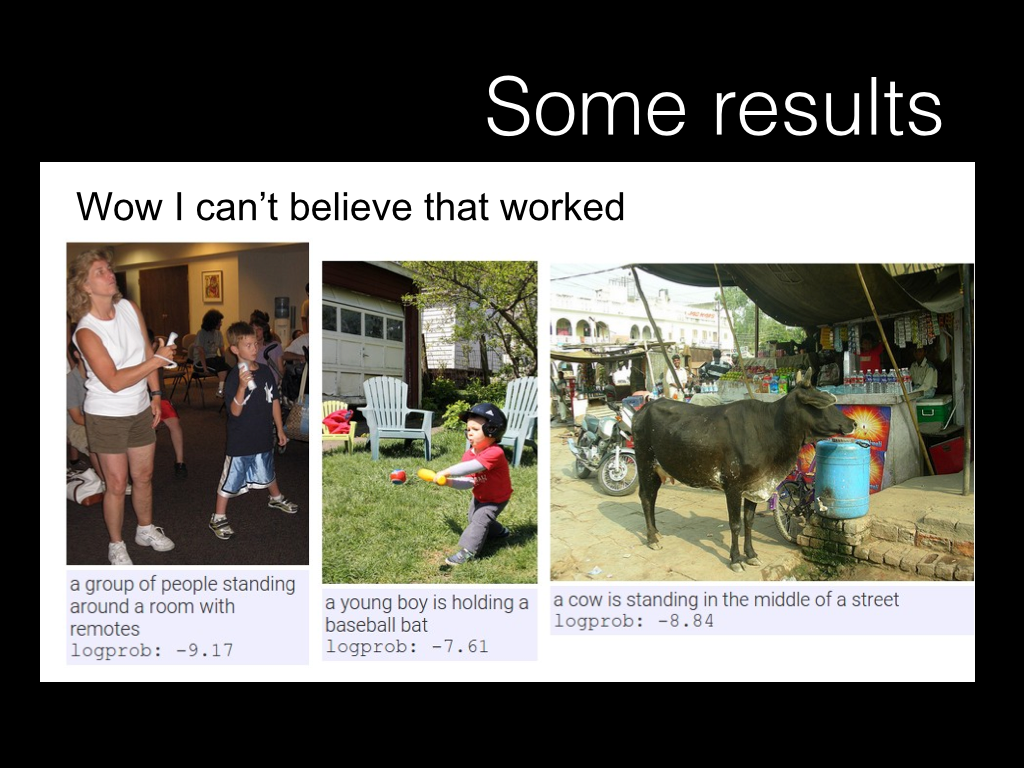 Some results
Wow I can't believe that worked
a group of people standing
around a room with
remotes
logprob: -9.17
a young boy is holding a
baseball bat
logprob: -7.61
a cow is standing in the middle of a street
logprob: -8.84